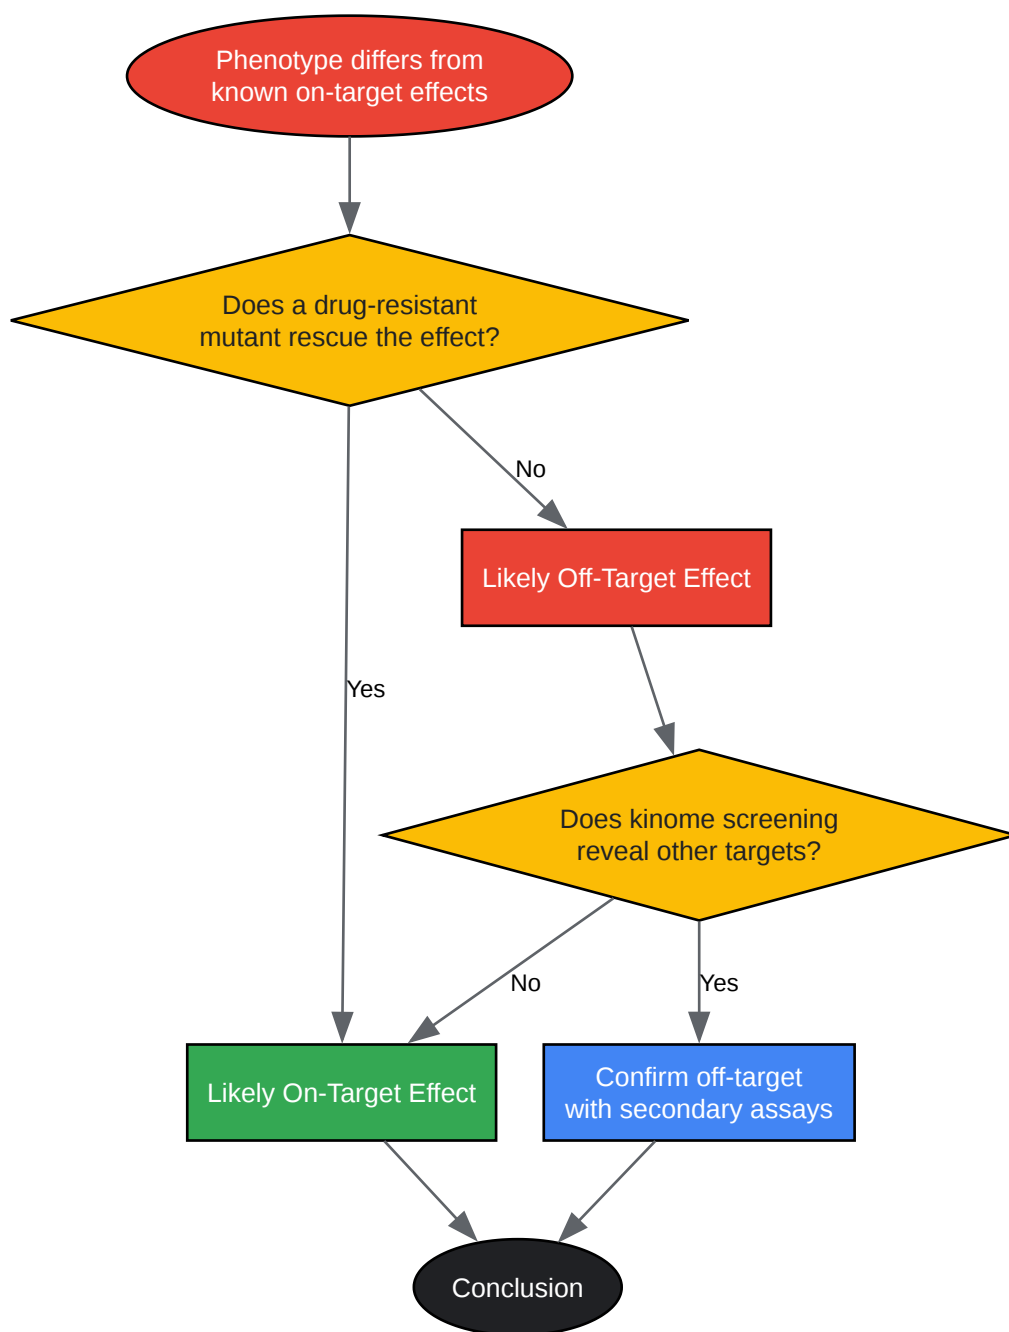 Phenotype differs from
known on-target effects
Does a drug-resistant
mutant rescue the effect?
No
Likely Off-Target Effect
Yes
Does kinome screening
reveal other targets?
No
Yes
Likely On-Target Effect
Confirm off-target
with secondary assays
Conclusion